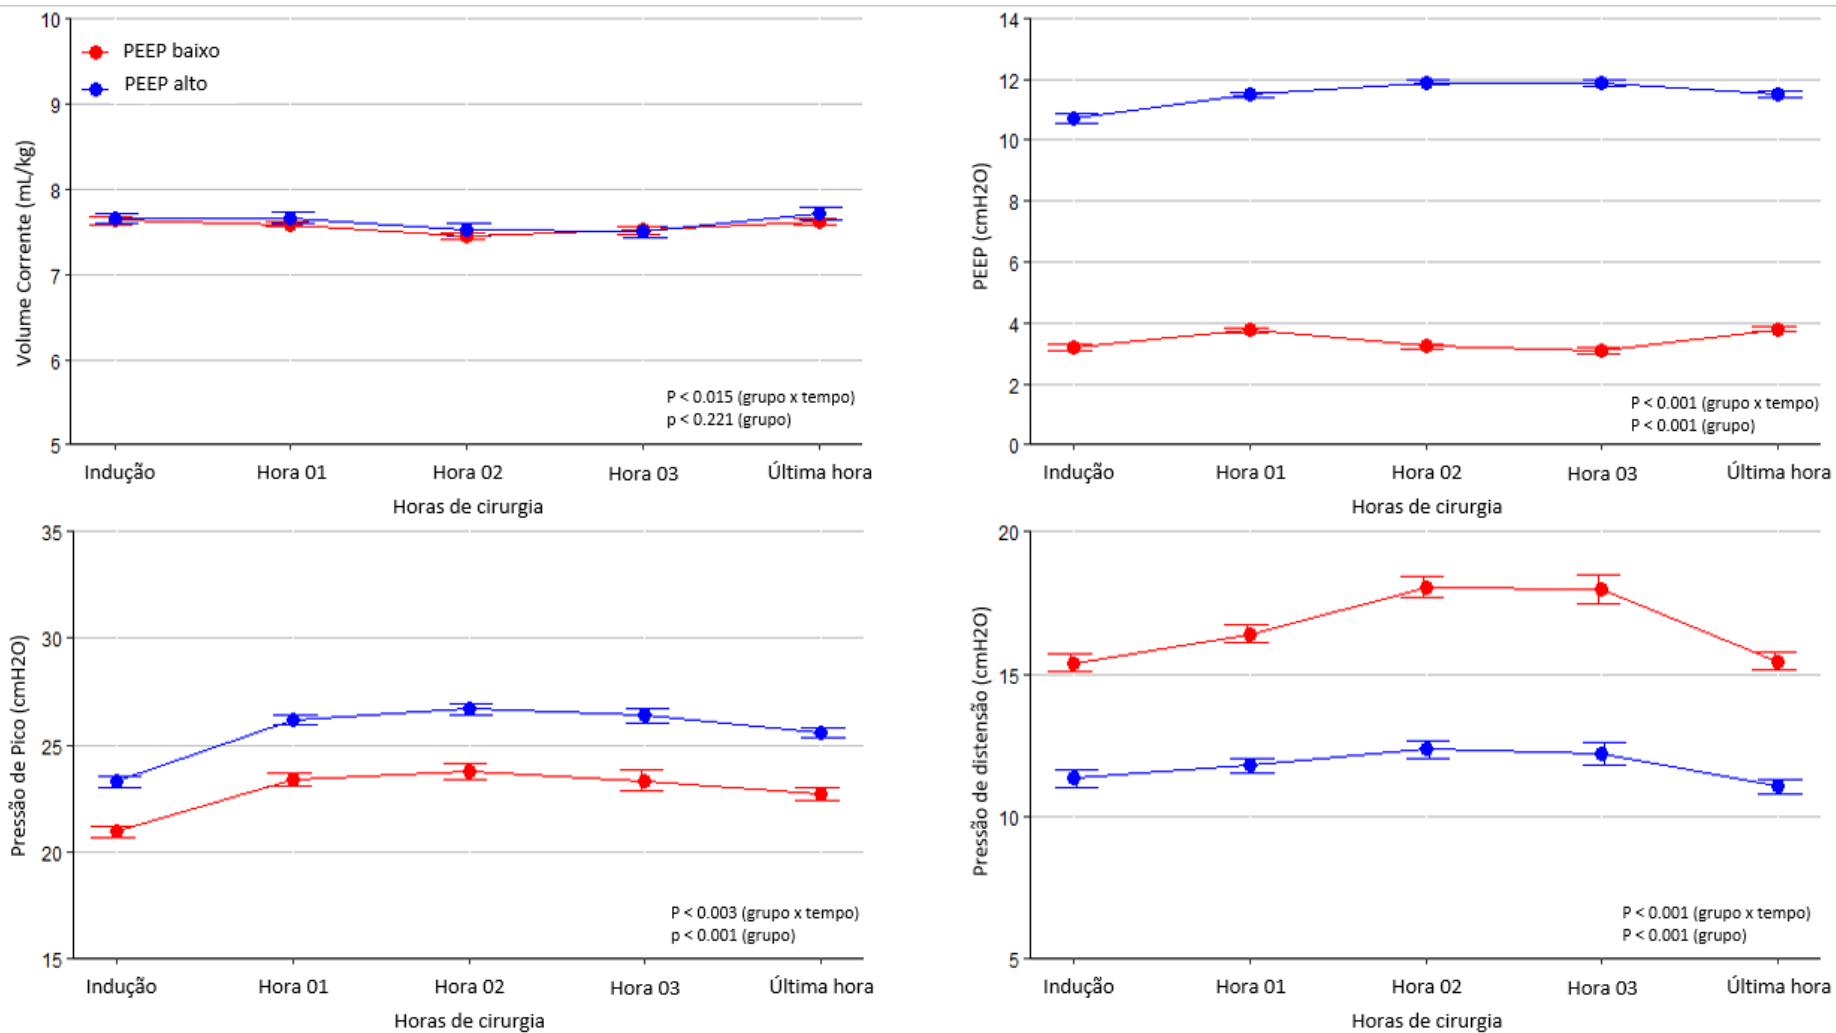 10
9
8
7
6
5
Volume Corrente (mL/kg)
PEEP baixo
PEEP alto
P < 0.015 (grupo x tempo)
p < 0.221 (grupo)
Indução Hora 01 Hora 02 Hora 03 Última hora
Horas de cirurgia
14
12
10
8
6
4
2
0
PEEP (cmH2O)
P < 0.001 (grupo x tempo)
P < 0.001 (grupo)
Indução Hora 01 Hora 02 Hora 03 Última hora
Horas de cirurgia
35
30
25
20
15
Pressão de Pico (cmH2O)
P < 0.003 (grupo x tempo)
p < 0.001 (grupo)
Indução Hora 01 Hora 02 Hora 03 Última hora
Horas de cirurgia
20
15
10
5
Pressão de distensão (cmH2O)
P < 0.001 (grupo x tempo)
P < 0.001 (grupo)
Indução Hora 01 Hora 02 Hora 03 Última hora
Horas de cirurgia